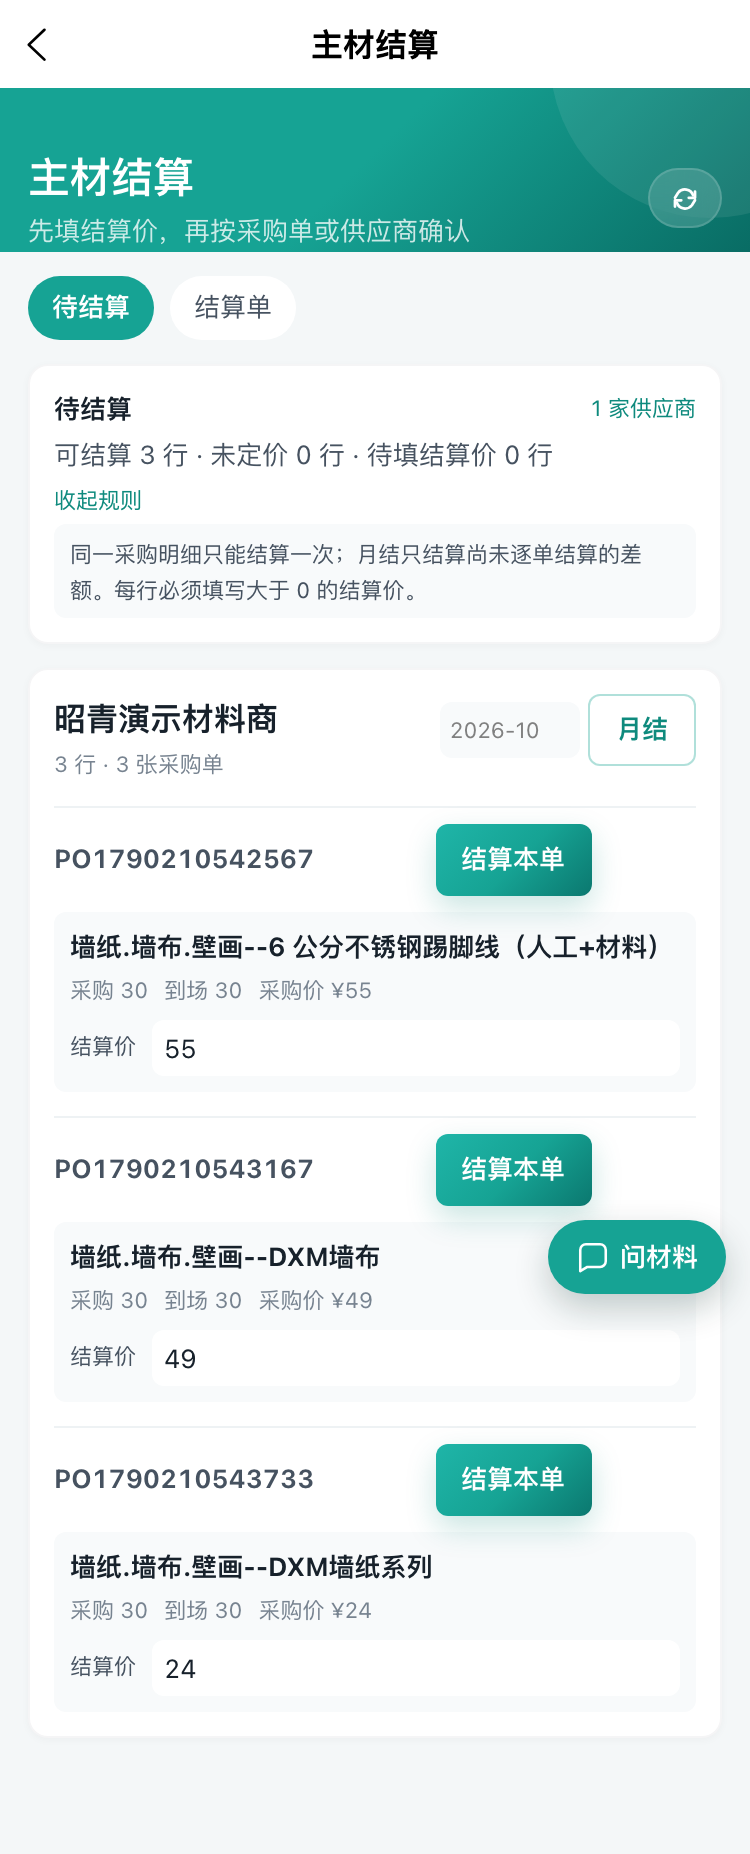 主材结算
主材结算
先填结算价，再按采购单或供应商确认
待结算
结算单
待结算
1 家供应商
可结算 3 行 · 未定价 0 行 · 待填结算价 0 行
收起规则
同一采购明细只能结算一次；月结只结算尚未逐单结算的差
额。每行必须填写大于 0 的结算价。
昭青演示材料商
2026-10
月结
3 行 · 3 张采购单
PO1790210542567
结算本单
墙纸.墙布.壁画--6 公分不锈钢踢脚线（人工+材料）
采购 30 到场 30 采购价 ¥55
结算价
55
PO1790210543167
结算本单
墙纸.墙布.壁画--DXM墙布
问材料
采购 30 到场 30 采购价 ¥49
结算价
49
PO1790210543733
结算本单
墙纸.墙布.壁画--DXM墙纸系列
采购 30 到场 30 采购价 ¥24
结算价
24